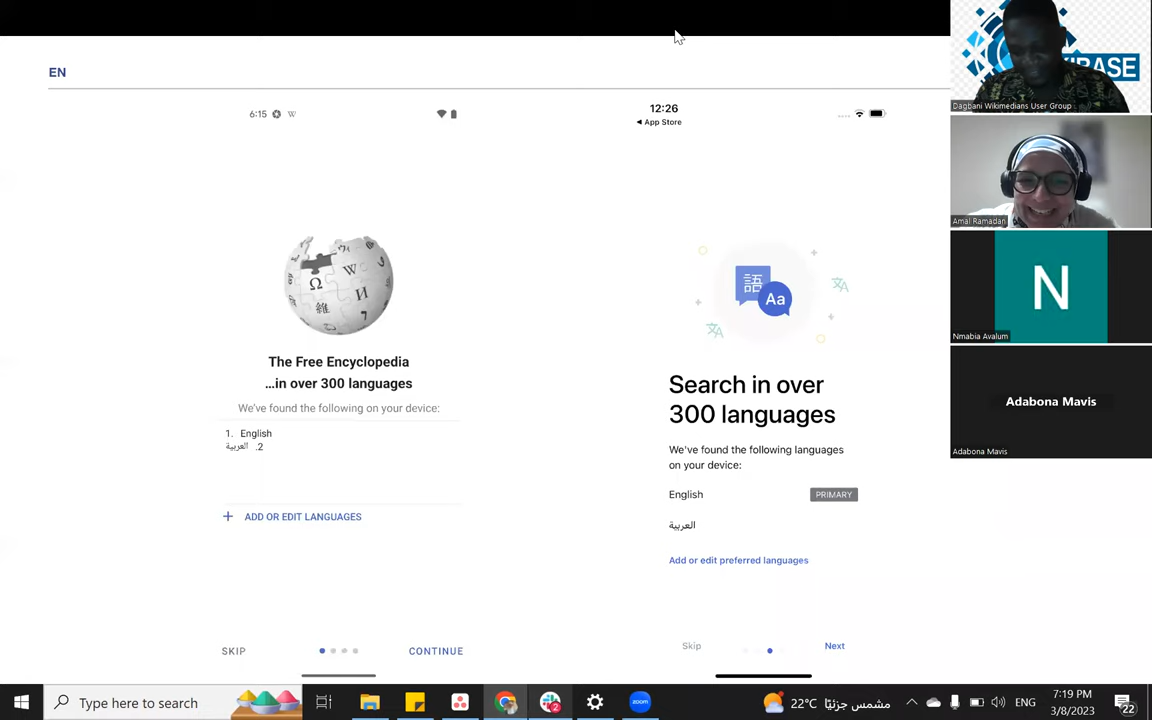 EN
6:15 W
The Free Encyclopedia
...in over 300 languages
We've found the following on your device:
1. English
2. العربية
+ ADD OR EDIT LANGUAGES
SKIP
CONTINUE
12:26
App Store
語 Aa
Search in over
300 languages
We've found the following languages
on your device:
English PRIMARY
العربية
Add or edit preferred languages
Skip
Next
Dagbani Wikimedians User Group
Amal Ramadan
N
Nmabia Avalum
Adabona Mavis
Adabona Mavis
Type here to search
zoom
22°C مشمس جزئيًا
ENG
7:19 PM
3/8/2023
22